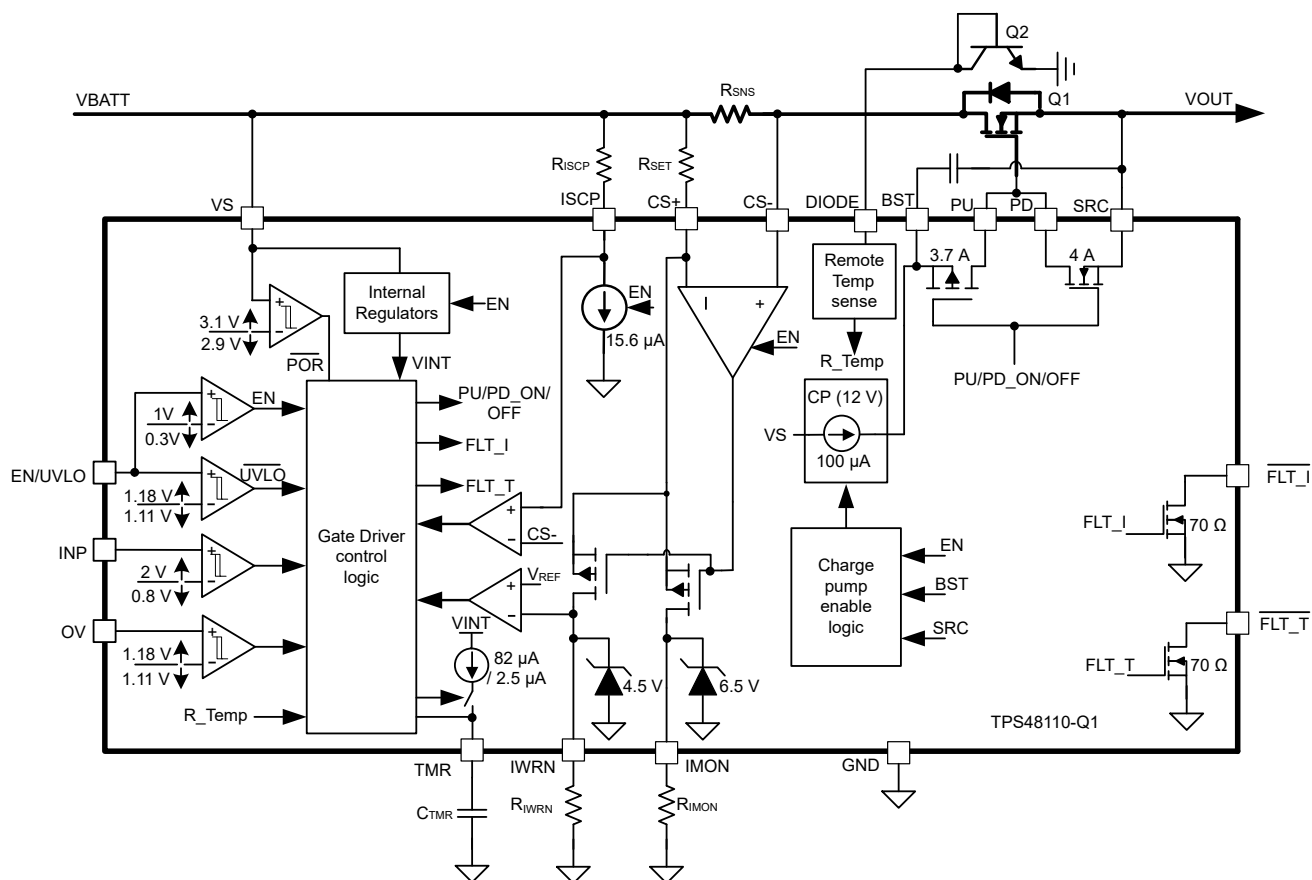 Q2
VBATT
RSNS
Q1
VOUT
RISCP
RSET
VS
ISCP
CS+
CS-
DIODE
BST
PU
PD
SRC
3.7 A
4 A
Remote
Temp
sense
Internal
Regulators
EN
EN
I
+
3.1 V
2.9 V
+
−
15.6 µA
EN
R_Temp
POR
VINT
PU/PD_ON/OFF
CP (12 V)
VS
100 µA
PU/PD_ON/
OFF
FLT_I
FLT_T
1V
0.3V
+
−
EN
EN/UVLO
UVLO
1.18 V
1.11 V
+
−
FLT_I
FLT_I
70 Ω
Gate Driver
control
logic
+
−
CS-
INP
2 V
0.8 V
+
−
Charge
pump
enable
logic
EN
BST
SRC
VREF
+
−
OV
1.18 V
1.11 V
+
−
VINT
82 µA
/ 2.5 µA
4.5 V
6.5 V
FLT_T
FLT_T
70 Ω
R_Temp
TPS48110-Q1
TMR
IWRN
IMON
GND
CTMR
RIWRN
RIMON